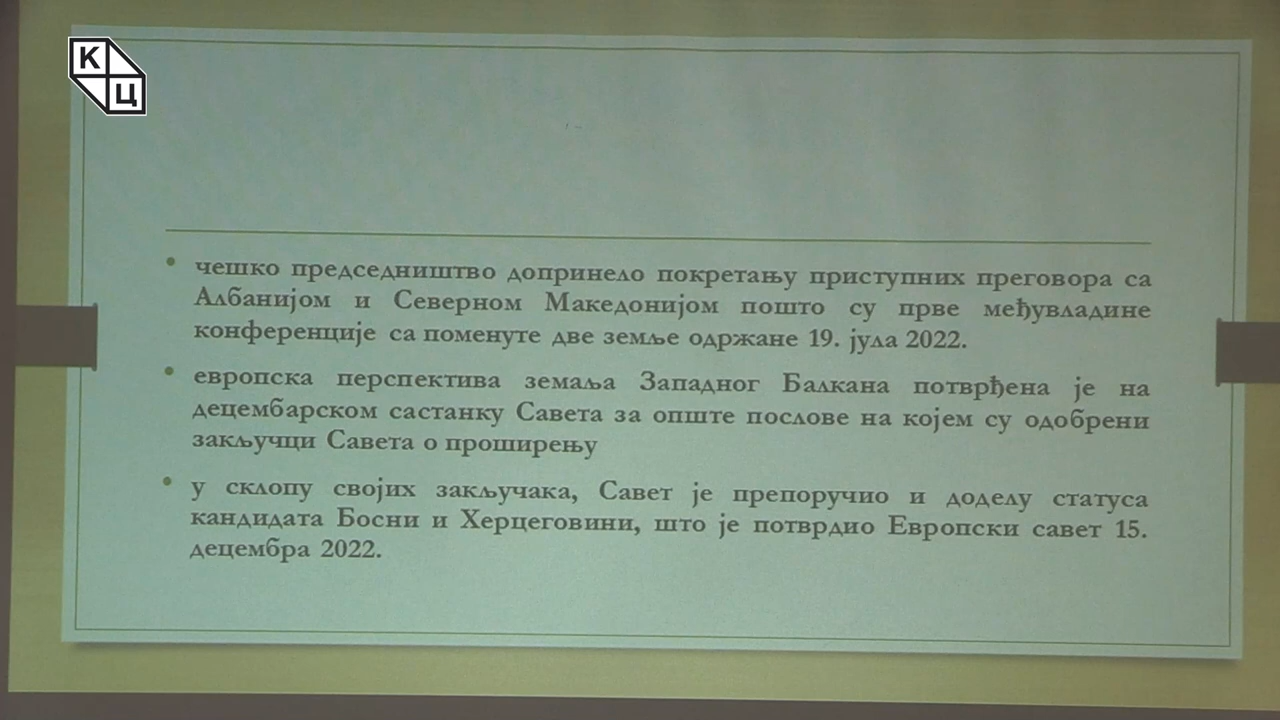 К
Ц
чешко председништво допринело покретању приступних преговора са
Албанијом и Северном Македонијом пошто су прве међувладине
конференције са поменуте две земље одржане 19. јула 2022.
европска перспектива земаља Западног Балкана потврђена је на
децембарском састанку Савета за опште послове на којем су одобрени
закључци Савета о проширењу
у склопу својих закључака, Савет је препоручио и доделу статуса
кандидата Босни и Херцеговини, што је потврдио Европски савет 15.
децембра 2022.